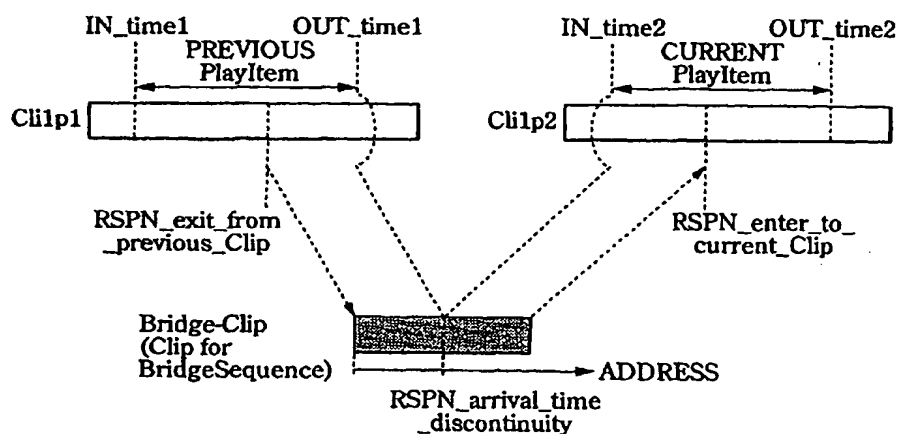 IN_time1
OUT_time1
IN_time2
OUT_time2
PREVIOUS
PlayItem
CURRENT
PlayItem
Cli1p1
Cli1p2
RSPN_exit_from
_previous_Clip
RSPN_enter_to_
current_Clip
Bridge-Clip
(Clip for
BridgeSequence)
ADDRESS
RSPN_arrival_time
_discontinuity